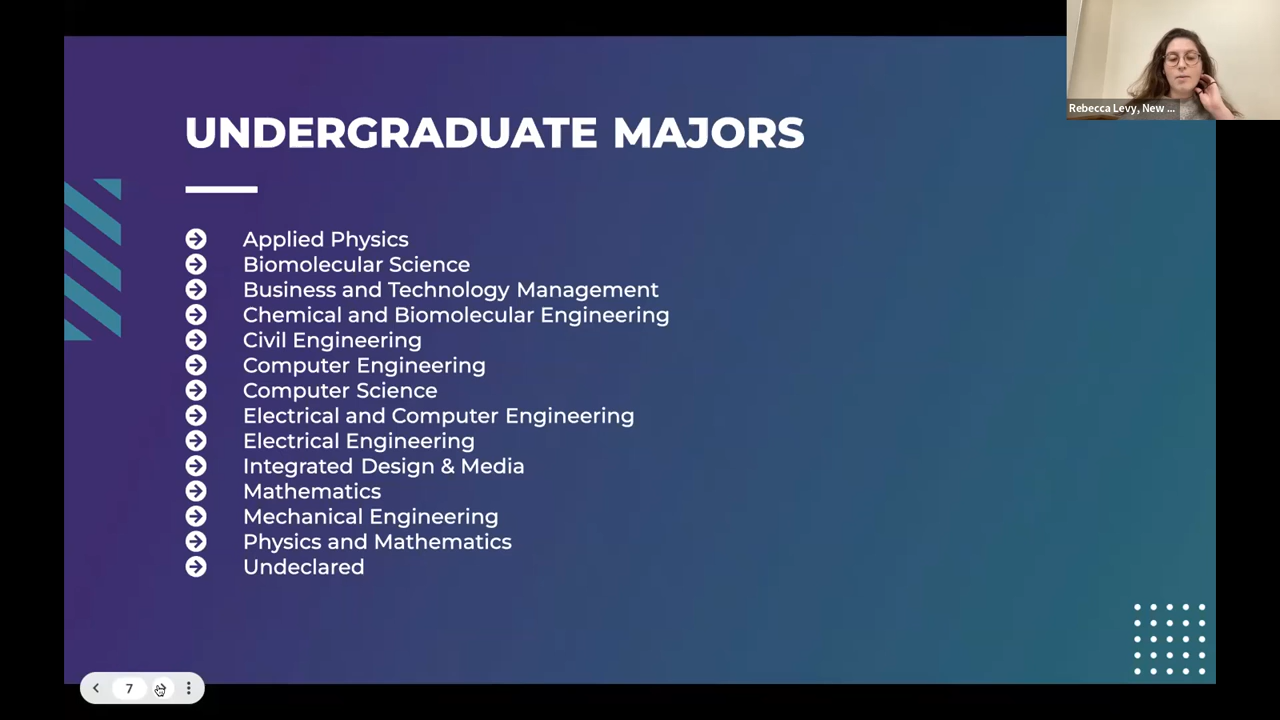 UNDERGRADUATE MAJORS
Rebecca Levy, New ...
Applied Physics
Biomolecular Science
Business and Technology Management
Chemical and Biomolecular Engineering
Civil Engineering
Computer Engineering
Computer Science
Electrical and Computer Engineering
Electrical Engineering
Integrated Design & Media
Mathematics
Mechanical Engineering
Physics and Mathematics
Undeclared
7